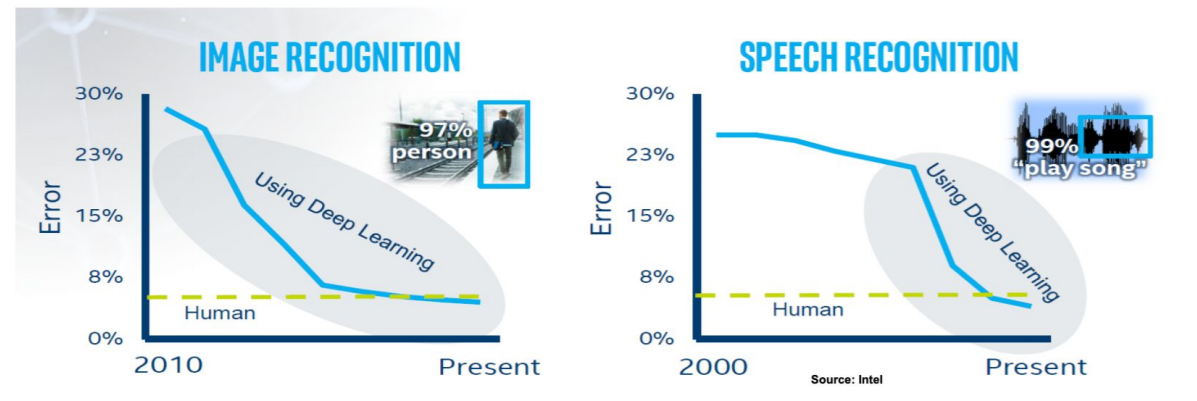 IMAGE RECOGNITION
30%
23%
15%
8%
0%
Error
97%
person
Using Deep Learning
Human
2010
Present
SPEECH RECOGNITION
30%
23%
15%
8%
0%
Error
99%
"play song"
Using Deep Learning
Human
2000
Present
Source: Intel